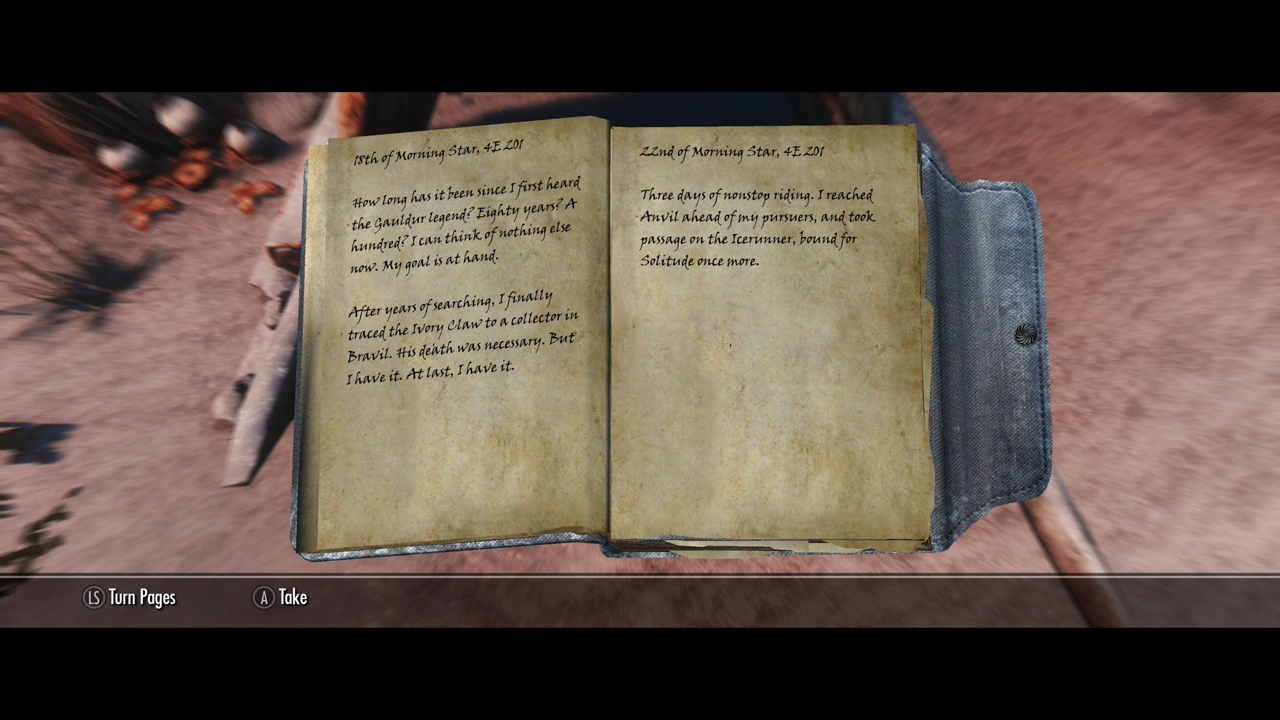 18th of Morning Star, 4E 201
How long has it been since I first heard
the Gauldur legend? Eighty years? A
hundred? I can think of nothing else
now. My goal is at hand.
After years of searching, I finally
traced the Ivory Claw to a collector in
Bravil. His death was necessary. But
I have it. At last, I have it.
22nd of Morning Star, 4E 201
Three days of nonstop riding. I reached
Anvil ahead of my pursuers, and took
passage on the Icerunner, bound for
Solitude once more.
LS Turn Pages
A Take